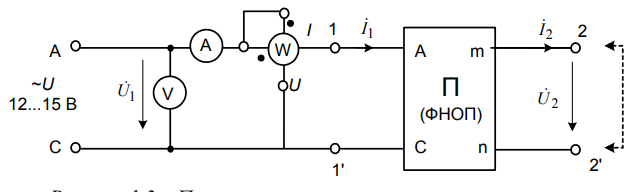 I 1 İ₁ İ₂ 2
A A W A m
~U
12...15 В
U̇₁ V U П
(ФНОП) U̇₂
C C n
1' 2'